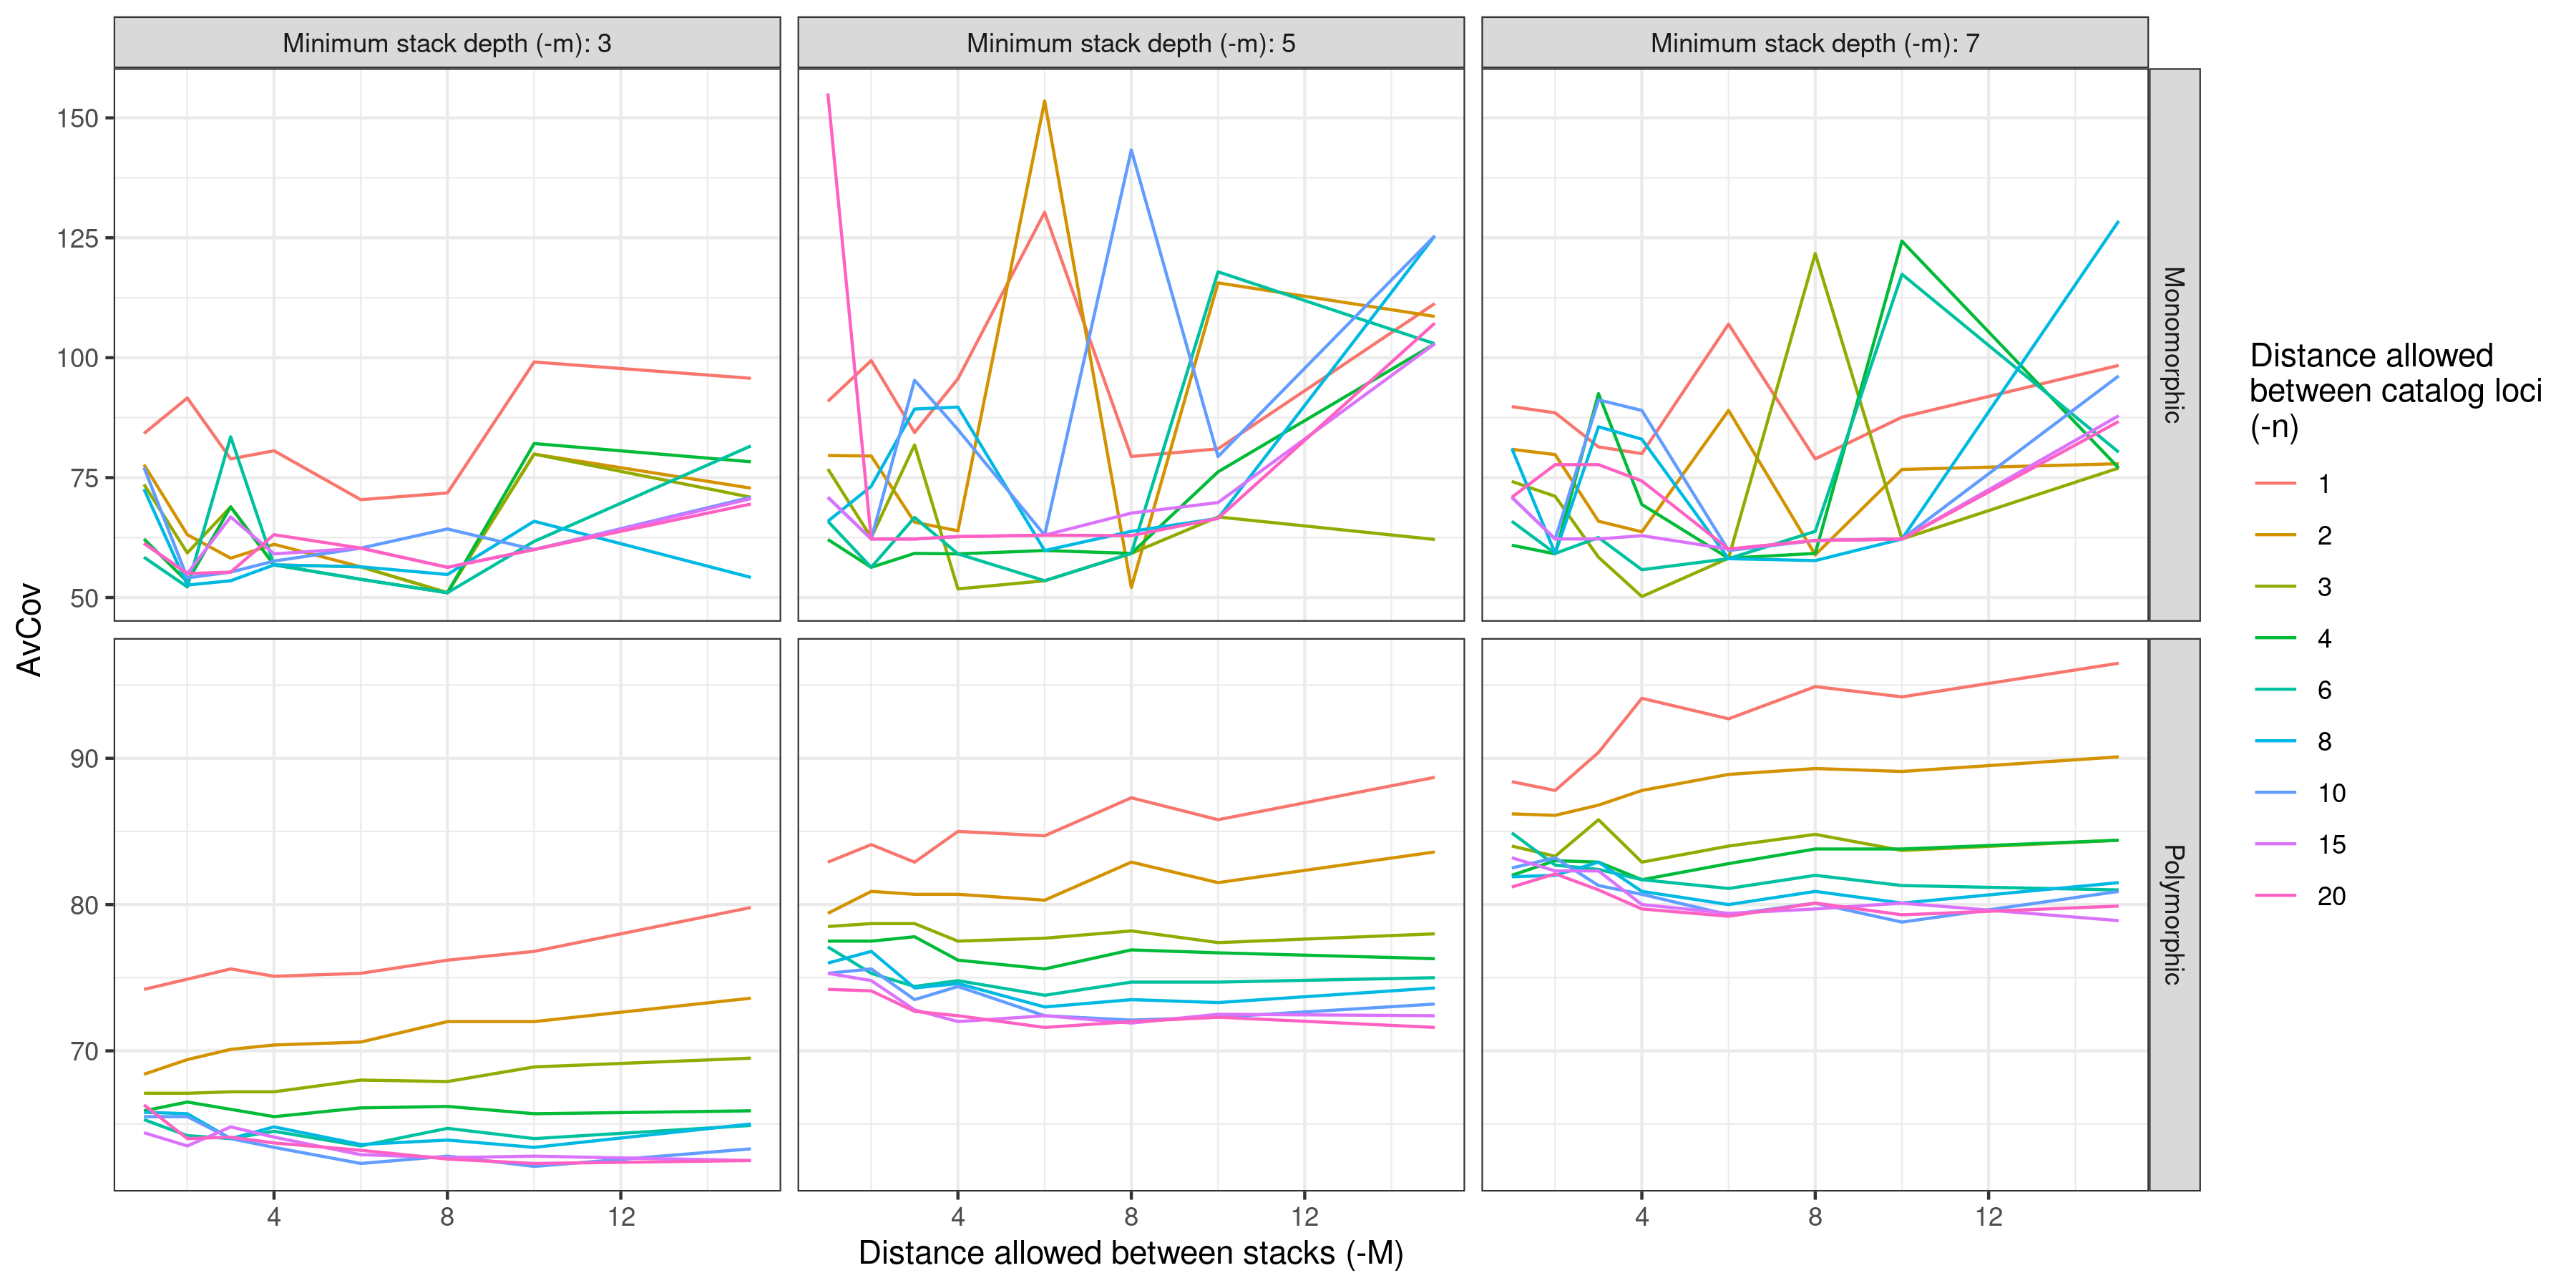 Minimum stack depth (-m): 3
Minimum stack depth (-m): 5
Minimum stack depth (-m): 7
150
125
100
75
50
Monomorphic
90
80
70
Polymorphic
AvCov
4
8
12
4
8
12
4
8
12
Distance allowed between stacks (-M)
Distance allowed
between catalog loci
(-n)
1
2
3
4
6
8
10
15
20